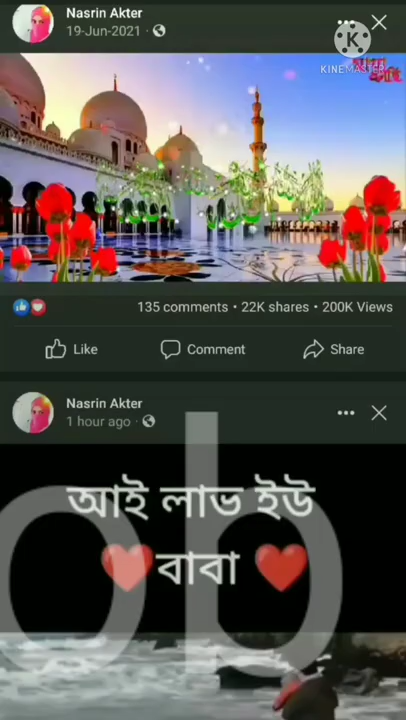 Nasrin Akter
19-Jun-2021
K
KINEMASTER
135 comments • 22K shares • 200K Views
Like
Comment
Share
Nasrin Akter
1 hour ago
আই লাভ ইউ
বাবা
ob